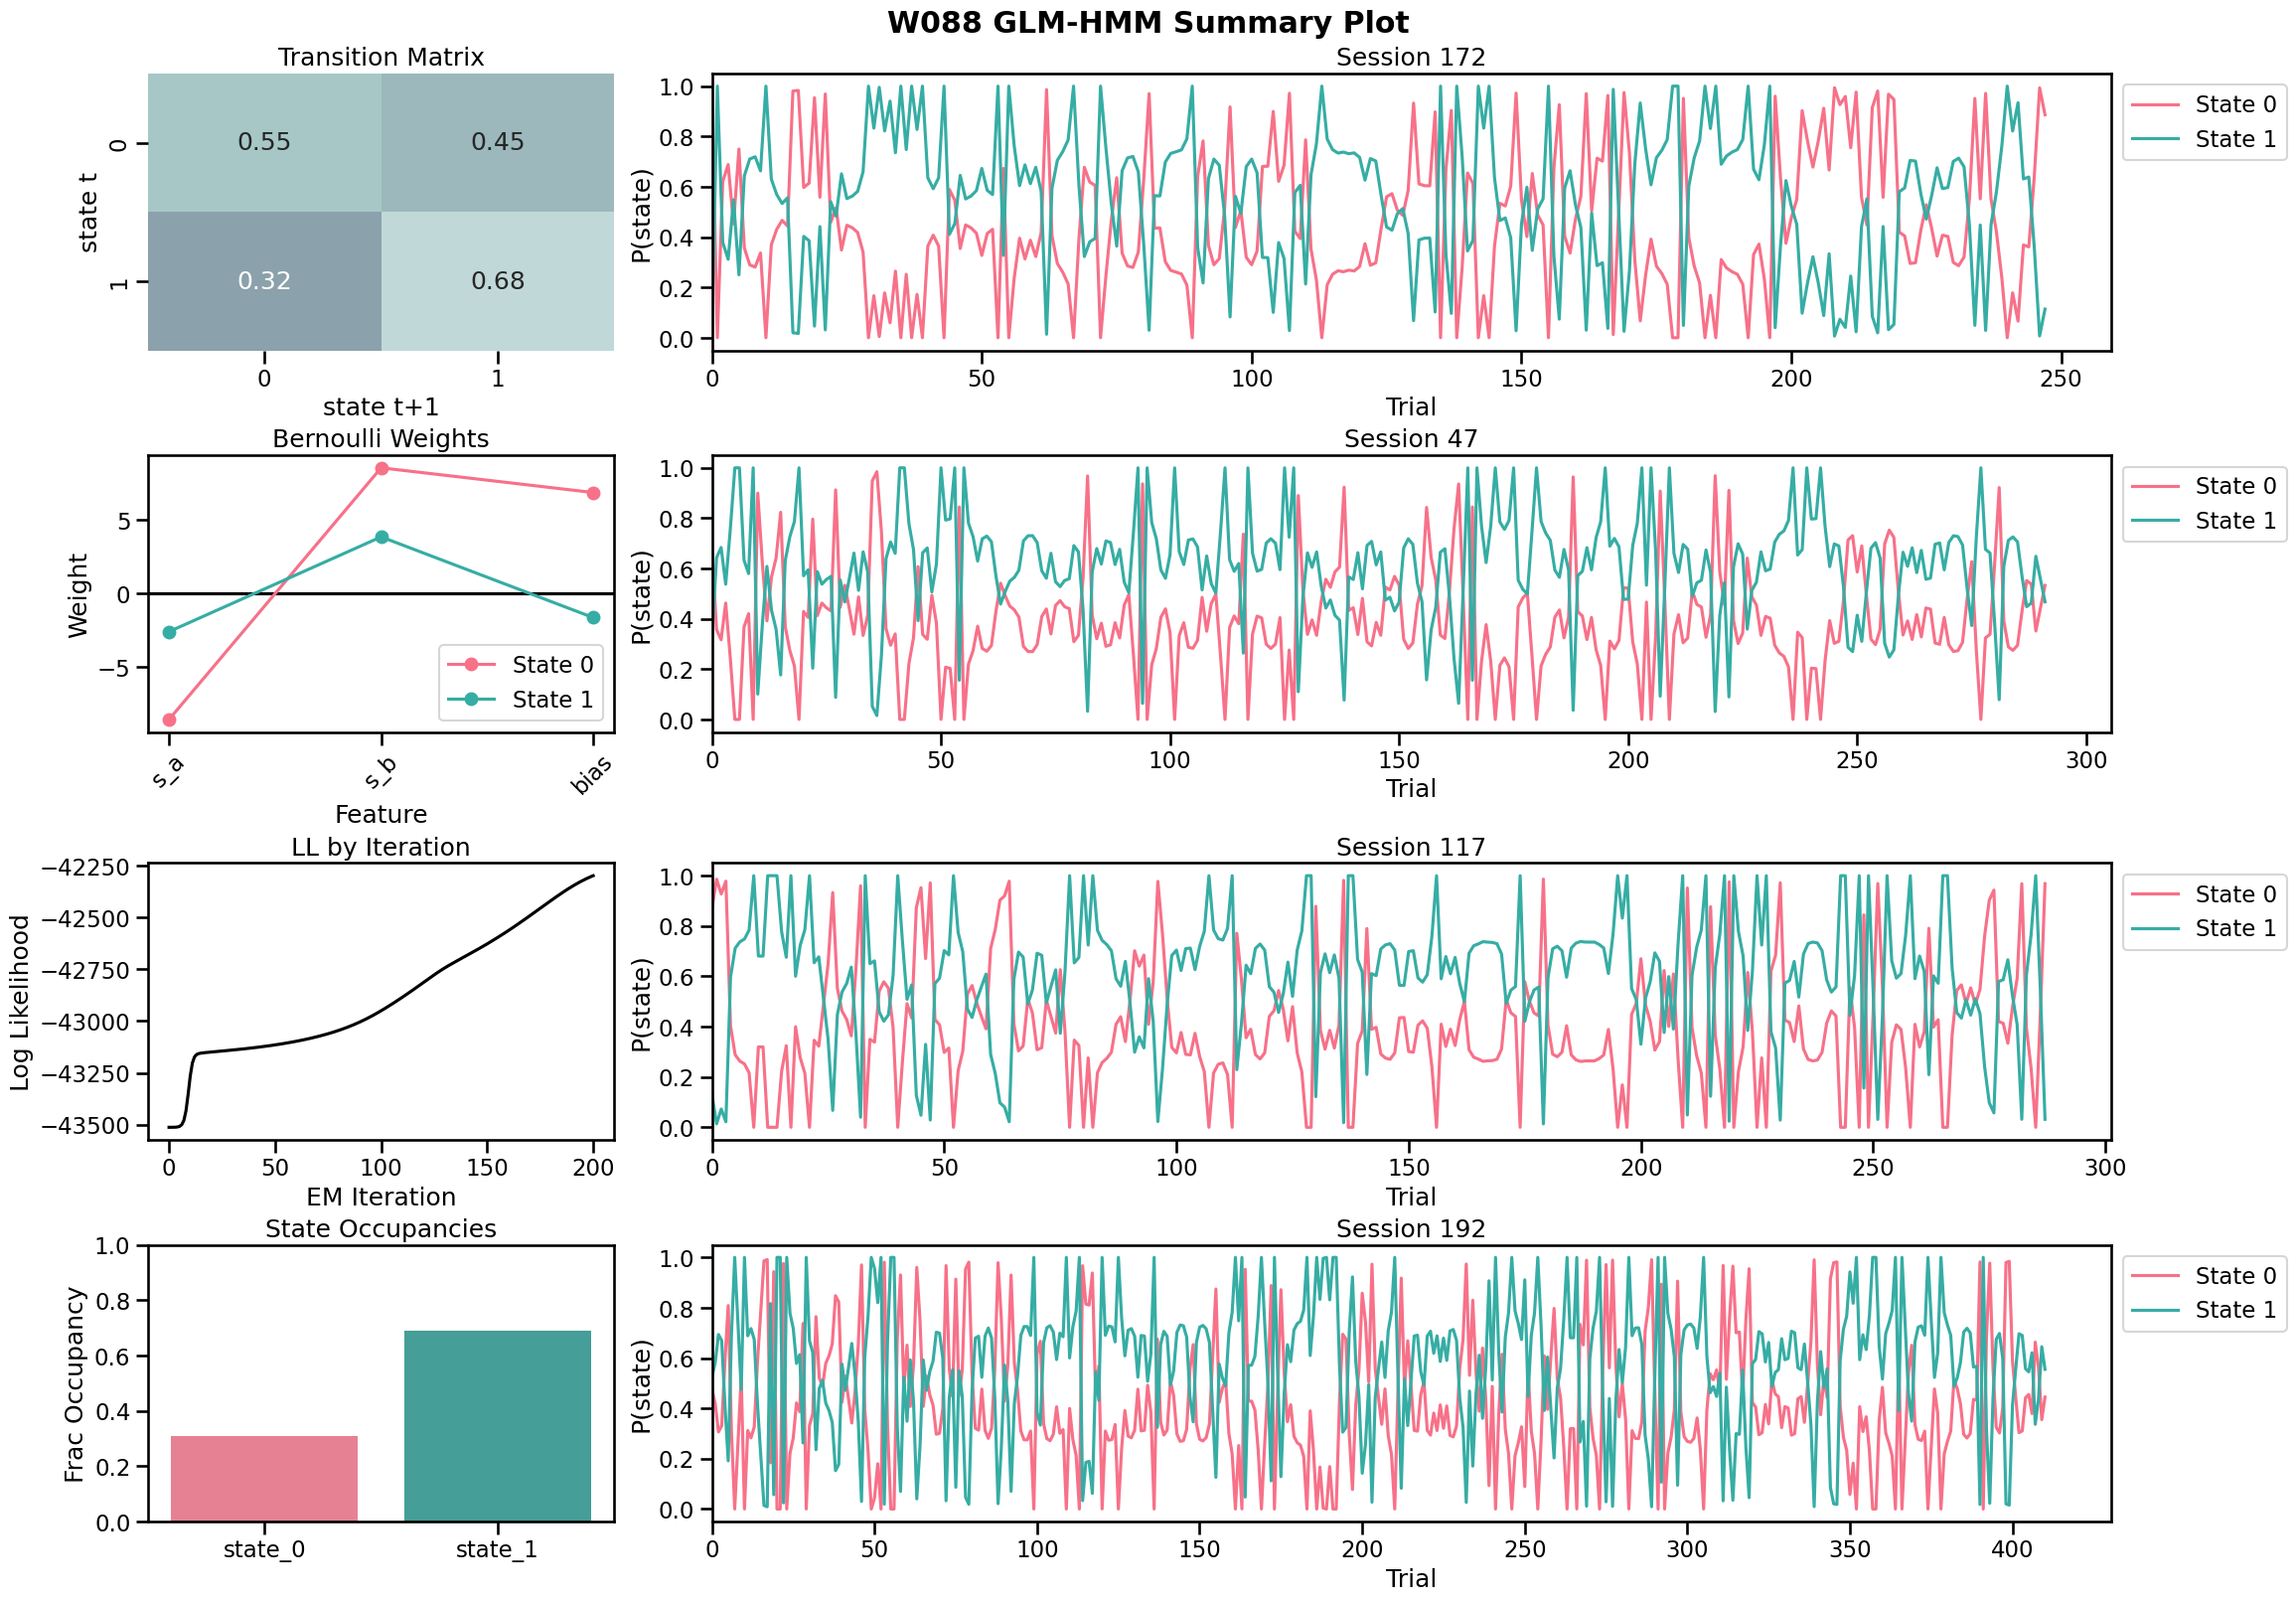 W088 GLM-HMM Summary Plot
Transition Matrix
state t
0
1
0.55 0.45
0.32 0.68
0 1
state t+1
Session 172
P(state)
1.0
0.8
0.6
0.4
0.2
0.0
0 50 100 150 200 250
Trial
State 0
State 1
Bernoulli Weights
Weight
5
0
−5
State 0
State 1
s_a s_b bias
Feature
Session 47
P(state)
1.0
0.8
0.6
0.4
0.2
0.0
0 50 100 150 200 250 300
Trial
State 0
State 1
LL by Iteration
Log Likelihood
−42250
−42500
−42750
−43000
−43250
−43500
0 50 100 150 200
EM Iteration
Session 117
P(state)
1.0
0.8
0.6
0.4
0.2
0.0
0 50 100 150 200 250 300
Trial
State 0
State 1
State Occupancies
Frac Occupancy
1.0
0.8
0.6
0.4
0.2
0.0
state_0 state_1
Session 192
P(state)
1.0
0.8
0.6
0.4
0.2
0.0
0 50 100 150 200 250 300 350 400
Trial
State 0
State 1